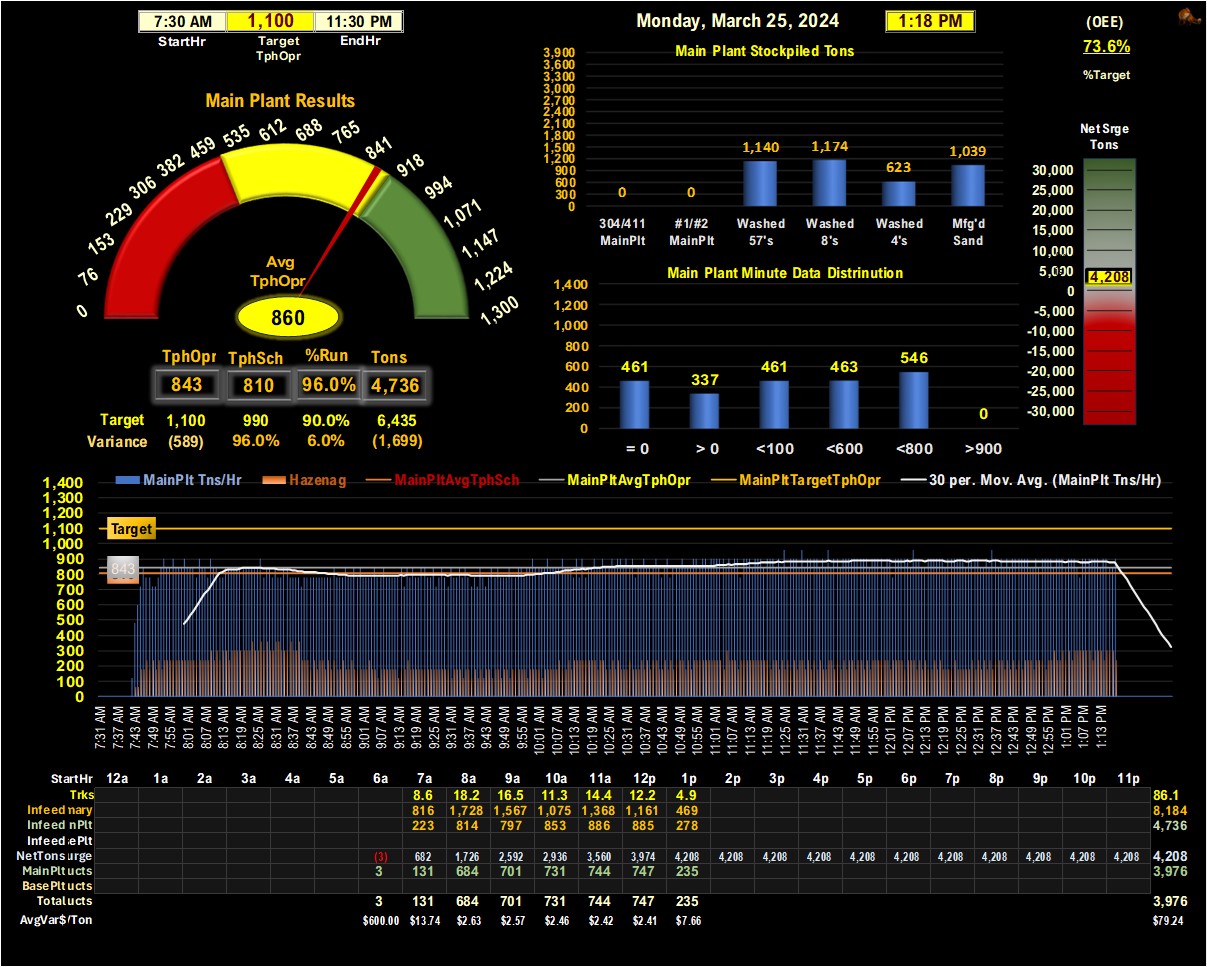 7:30 AM 1,100 11:30 PM
StartHr Target TphOpr EndHr
Monday, March 25, 2024 1:18 PM
(OEE)
73.6%
%Target
Main Plant Results
0 76 153 229 306 382 459 535 612 688 765 841 918 994 1,071 1,147 1,224 1,300
Avg
TphOpr
860
TphOpr TphSch %Run Tons
843 810 96.0% 4,736
Target 1,100 990 90.0% 6,435
Variance (589) 96.0% 6.0% (1,699)
Main Plant Stockpiled Tons
3,900
3,600
3,300
3,000
2,700
2,400
2,100
1,800
1,500
1,200
900
600
300
0
0 0 1,140 1,174 623 1,039
304/411 #1/#2 Washed Washed Washed Mfg'd
MainPlt MainPlt 57's 8's 4's Sand
Main Plant Minute Data Distrinution
1,400
1,200
1,000
800
600
400
200
0
461 337 461 463 546 0
= 0 > 0 <100 <600 <800 >900
Net Srge
Tons
30,000
25,000
20,000
15,000
10,000
5,000
4,208
0
-5,000
-10,000
-15,000
-20,000
-25,000
-30,000
MainPlt Tns/Hr Hazenag MainPltAvgTphSch MainPltAvgTphOpr MainPltTargetTphOpr 30 per. Mov. Avg. (MainPlt Tns/Hr)
1,400
1,300
1,200
1,100
1,000
900
800
700
600
500
400
300
200
100
0
Target
843
7:31 AM 7:37 AM 7:43 AM 7:49 AM 7:55 AM 8:01 AM 8:07 AM 8:13 AM 8:19 AM 8:25 AM 8:31 AM 8:37 AM 8:43 AM 8:49 AM 8:55 AM 9:01 AM 9:07 AM 9:13 AM 9:19 AM 9:25 AM 9:31 AM 9:37 AM 9:43 AM 9:49 AM 9:55 AM 10:01 AM 10:07 AM 10:13 AM 10:19 AM 10:25 AM 10:31 AM 10:37 AM 10:43 AM 10:49 AM 10:55 AM 11:01 AM 11:07 AM 11:13 AM 11:19 AM 11:25 AM 11:31 AM 11:37 AM 11:43 AM 11:49 AM 11:55 AM 12:01 PM 12:07 PM 12:13 PM 12:19 PM 12:25 PM 12:31 PM 12:37 PM 12:43 PM 12:49 PM 12:55 PM 1:01 PM 1:07 PM 1:13 PM
StartHr 12a 1a 2a 3a 4a 5a 6a 7a 8a 9a 10a 11a 12p 1p 2p 3p 4p 5p 6p 7p 8p 9p 10p 11p
Trks 8.6 18.2 16.5 11.3 14.4 12.2 4.9 86.1
Infeed nary 816 1,728 1,567 1,075 1,368 1,161 469 8,184
Infeed nPlt 223 814 797 853 886 885 278 4,736
Infeed ePlt
NetTons urge (3) 682 1,726 2,592 2,936 3,560 3,974 4,208 4,208 4,208 4,208 4,208 4,208 4,208 4,208 4,208 4,208 4,208 4,208
MainPlt ucts 3 131 684 701 731 744 747 235 3,976
BasePlt ucts
Total ucts 3 131 684 701 731 744 747 235 3,976
AvgVar$/Ton $600.00 $13.74 $2.63 $2.57 $2.46 $2.42 $2.41 $7.66 $79.24